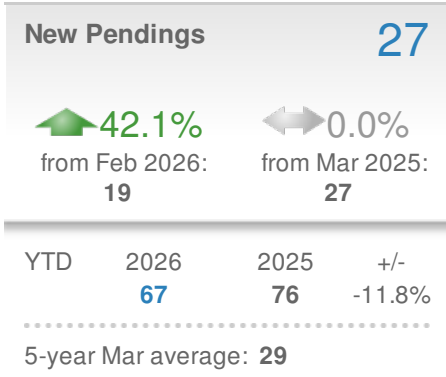 New Pendings 27
42.1% 0.0%
from Feb 2026: from Mar 2025:
19 27
YTD 2026 2025 +/-
67 76 -11.8%
5-year Mar average: 29